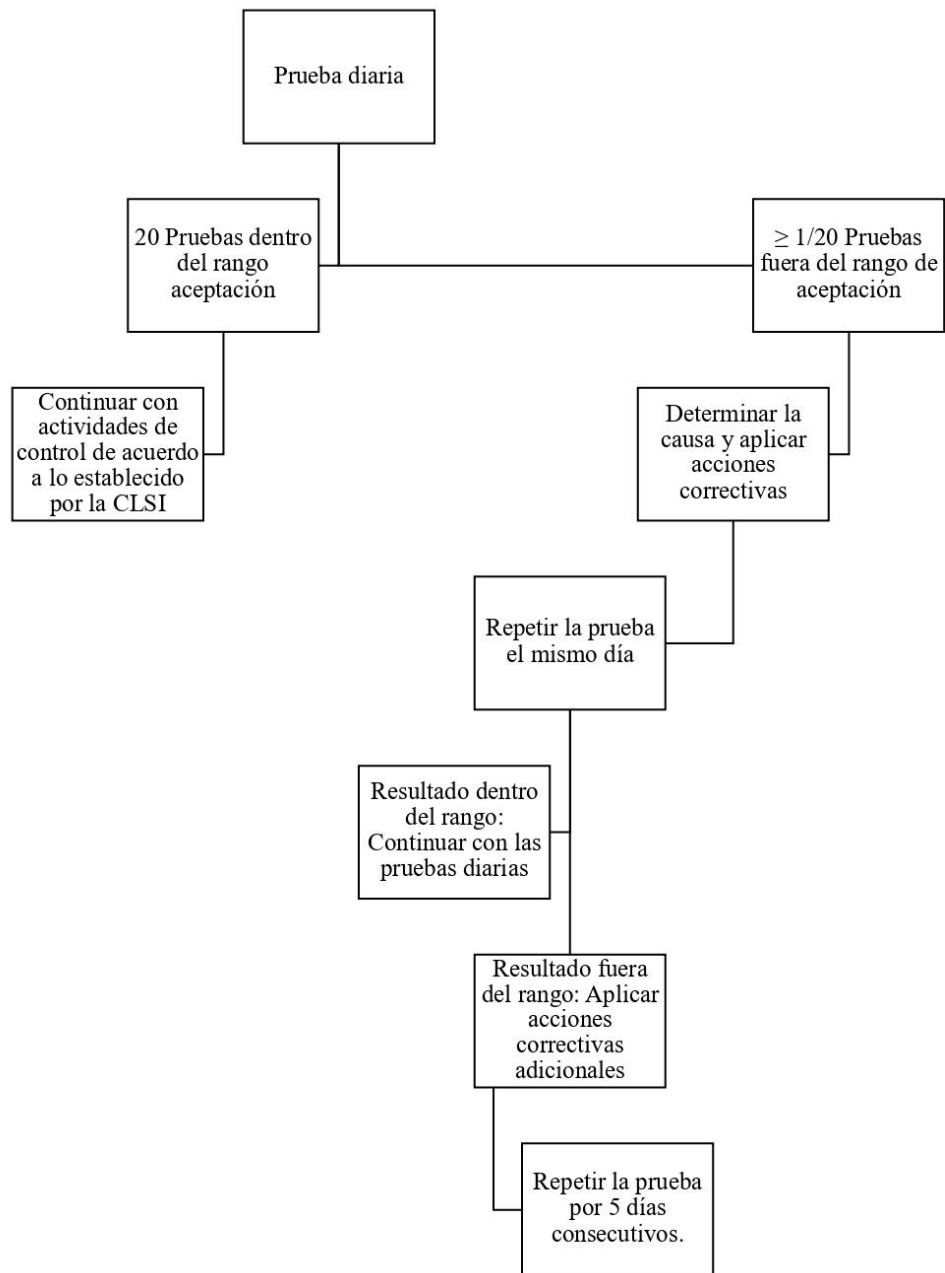 Prueba diaria
20 Pruebas dentro
del rango
aceptación
≥ 1/20 Pruebas
fuera del rango de
aceptación
Continuar con
actividades de
control de acuerdo
a lo establecido
por la CLSI
Determinar la
causa y aplicar
acciones
correctivas
Repetir la prueba
el mismo día
Resultado dentro
del rango:
Continuar con las
pruebas diarias
Resultado fuera
del rango: Aplicar
acciones
correctivas
adicionales
Repetir la prueba
por 5 días
consecutivos.